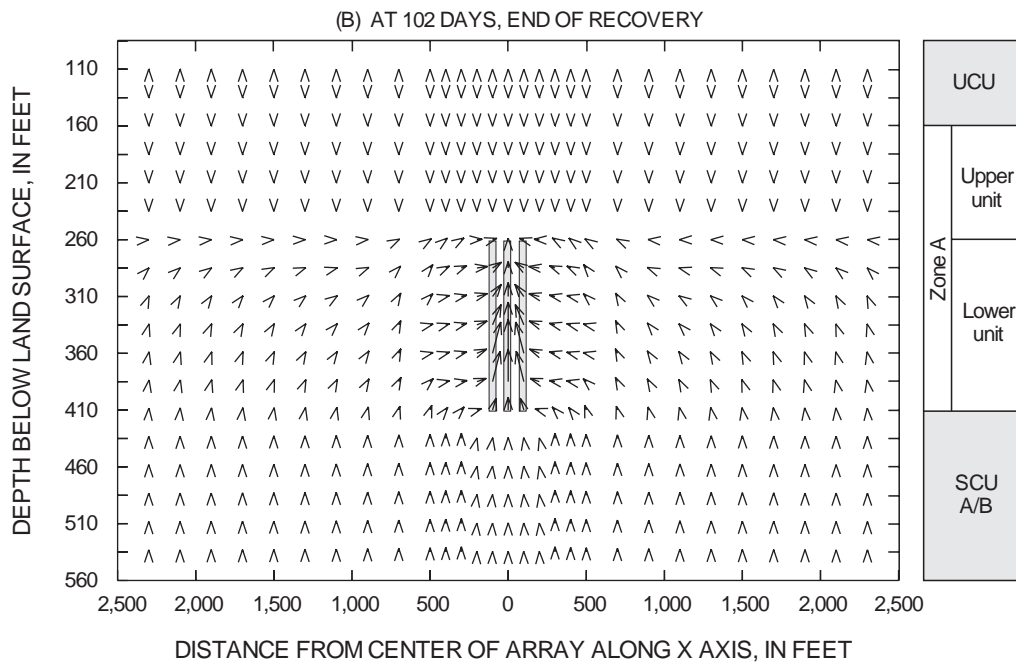 (B) AT 102 DAYS, END OF RECOVERY
DEPTH BELOW LAND SURFACE, IN FEET
110
160
210
260
310
360
410
460
510
560
2,500
2,000
1,500
1,000
500
0
500
1,000
1,500
2,000
2,500
DISTANCE FROM CENTER OF ARRAY ALONG X AXIS, IN FEET
UCU
Zone A
Upper
unit
Lower
unit
SCU
A/B